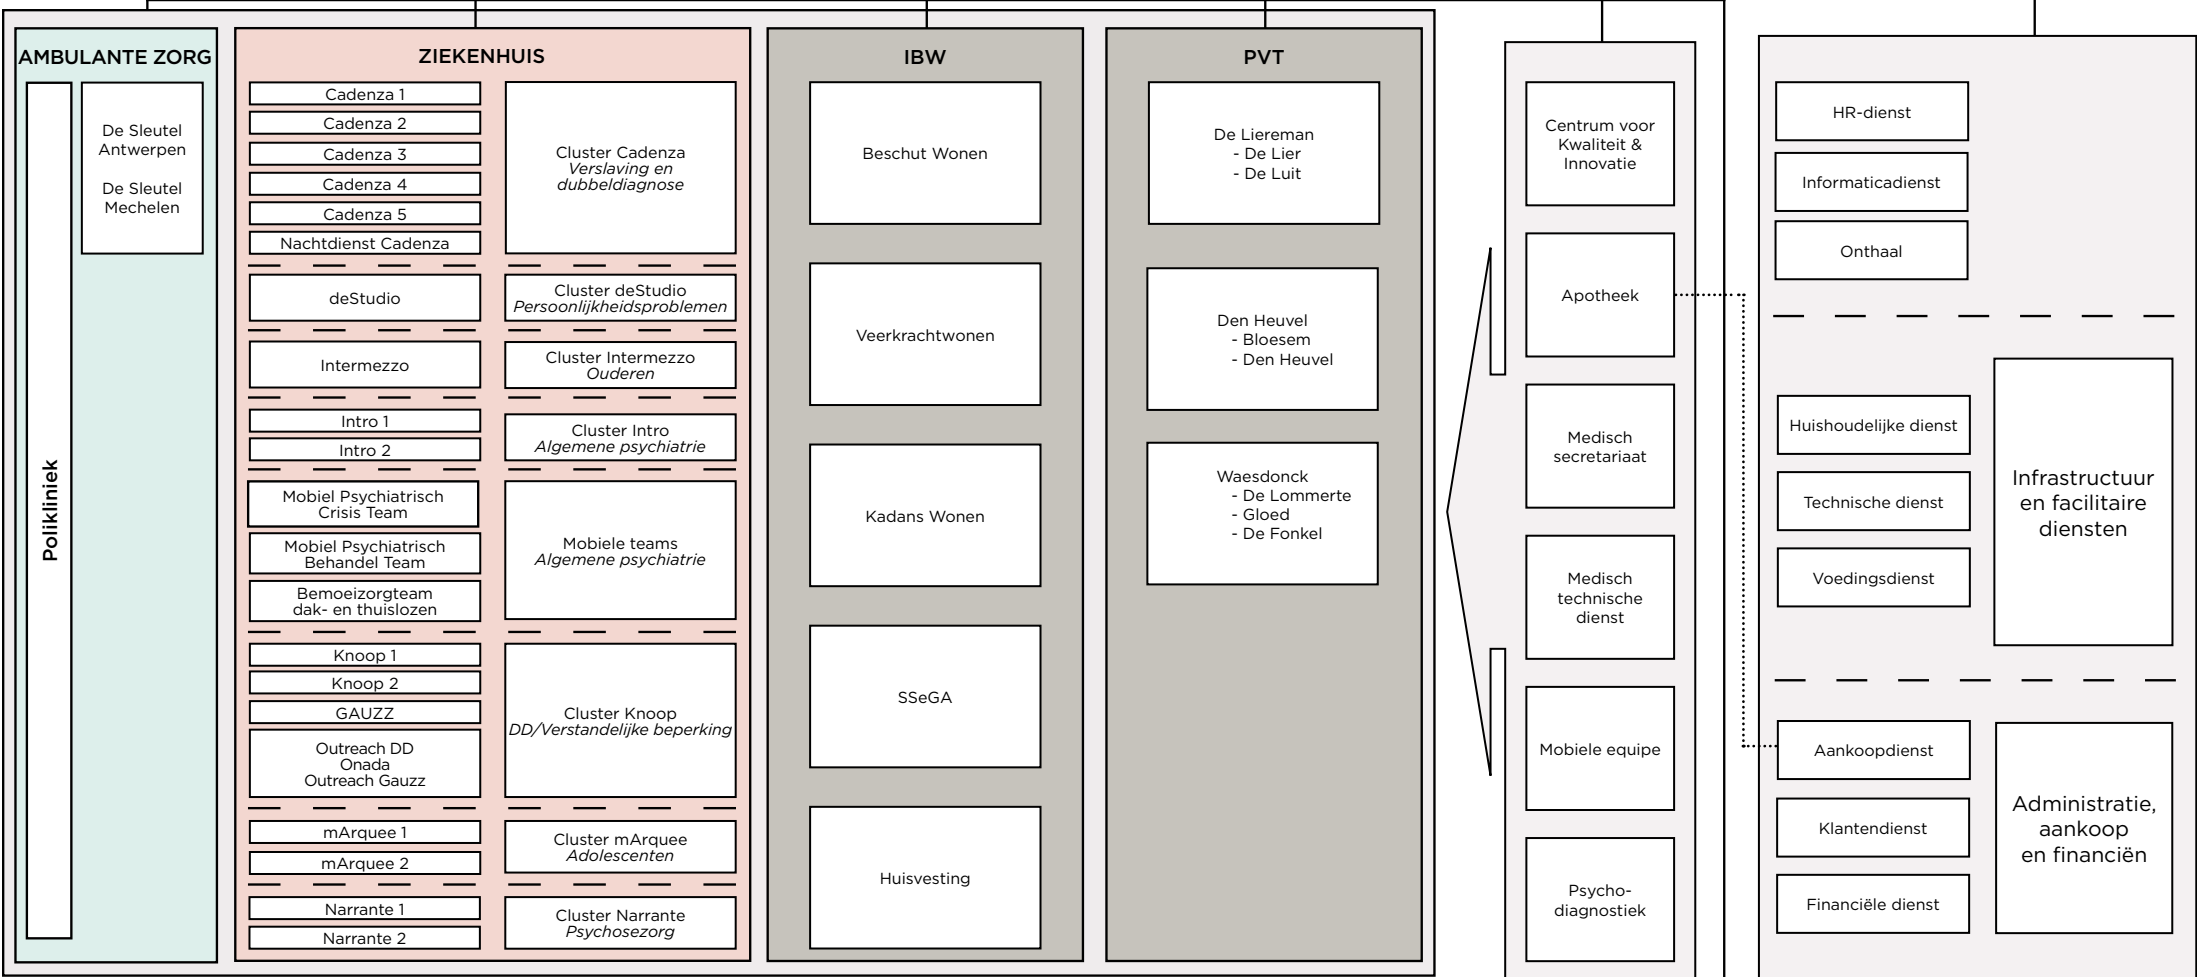 AMBULANTE ZORG
Polikliniek
De Sleutel
Antwerpen
De Sleutel
Mechelen
ZIEKENHUIS
Cadenza 1
Cadenza 2
Cadenza 3
Cadenza 4
Cadenza 5
Nachtdienst Cadenza
Cluster Cadenza
Verslaving en
dubbeldiagnose
deStudio
Cluster deStudio
Persoonlijkheidsproblemen
Intermezzo
Cluster Intermezzo
Ouderen
Intro 1
Intro 2
Cluster Intro
Algemene psychiatrie
Mobiel Psychiatrisch
Crisis Team
Mobiel Psychiatrisch
Behandel Team
Bemoeizorgteam
dak- en thuislozen
Mobiele teams
Algemene psychiatrie
Knoop 1
Knoop 2
GAUZZ
Outreach DD
Onada
Outreach Gauzz
Cluster Knoop
DD/Verstandelijke beperking
mArquee 1
mArquee 2
Cluster mArquee
Adolescenten
Narrante 1
Narrante 2
Cluster Narrante
Psychosezorg
IBW
Beschut Wonen
Veerkrachtwonen
Kadans Wonen
SSeGA
Huisvesting
PVT
De Liereman
- De Lier
- De Luit
Den Heuvel
- Bloesem
- Den Heuvel
Waesdonck
- De Lommerte
- Gloed
- De Fonkel
Centrum voor
Kwaliteit &
Innovatie
Apotheek
Medisch
secretariaat
Medisch
technische
dienst
Mobiele equipe
Psycho-
diagnostiek
HR-dienst
Informaticadienst
Onthaal
Huishoudelijke dienst
Technische dienst
Voedingsdienst
Infrastructuur
en facilitaire
diensten
Aankoopdienst
Klantendienst
Financiële dienst
Administratie,
aankoop
en financiën